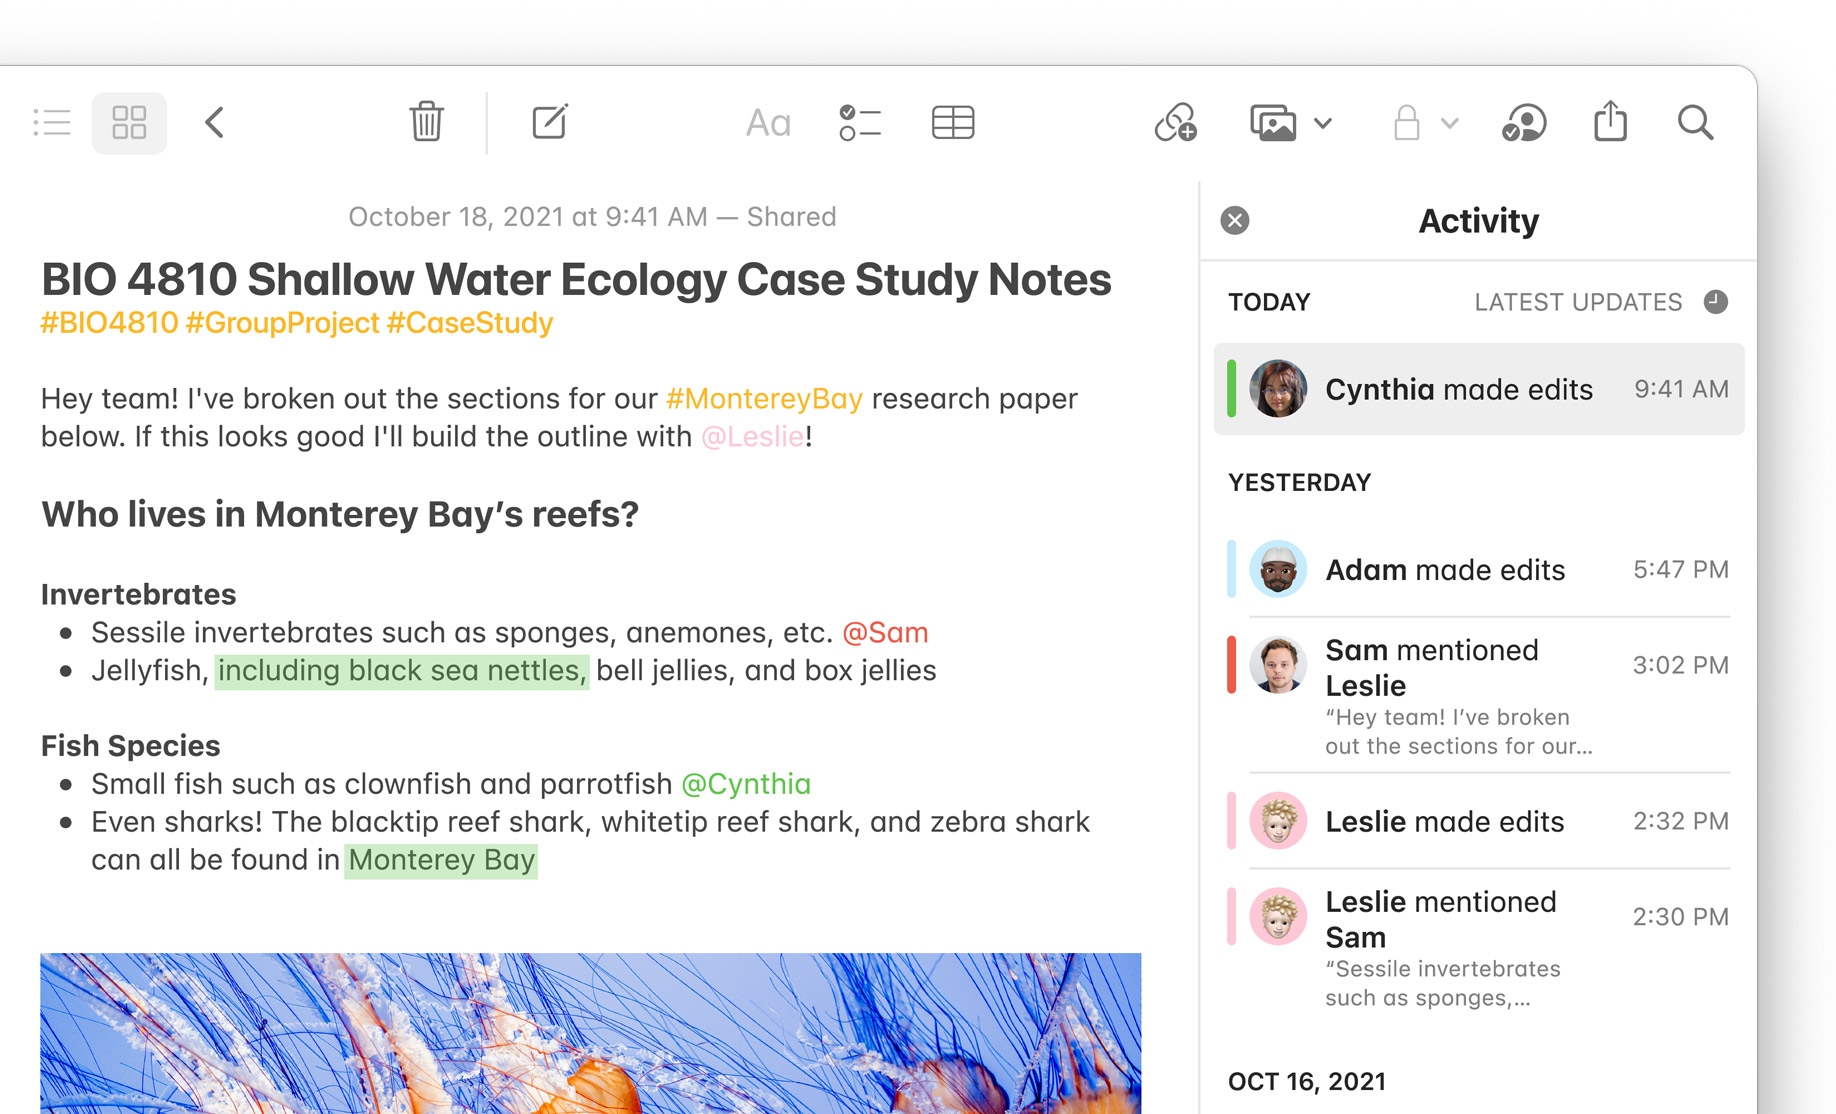 Aa
October 18, 2021 at 9:41 AM — Shared
BIO 4810 Shallow Water Ecology Case Study Notes
#BIO4810 #GroupProject #CaseStudy
Hey team! I've broken out the sections for our #MontereyBay research paper
below. If this looks good I'll build the outline with @Leslie!
Who lives in Monterey Bay’s reefs?
Invertebrates
• Sessile invertebrates such as sponges, anemones, etc. @Sam
• Jellyfish, including black sea nettles, bell jellies, and box jellies
Fish Species
• Small fish such as clownfish and parrotfish @Cynthia
• Even sharks! The blacktip reef shark, whitetip reef shark, and zebra shark
can all be found in Monterey Bay
Activity
TODAY LATEST UPDATES
Cynthia made edits 9:41 AM
YESTERDAY
Adam made edits 5:47 PM
Sam mentioned
Leslie 3:02 PM
“Hey team! I’ve broken
out the sections for our...
Leslie made edits 2:32 PM
Leslie mentioned
Sam 2:30 PM
“Sessile invertebrates
such as sponges,...
OCT 16, 2021